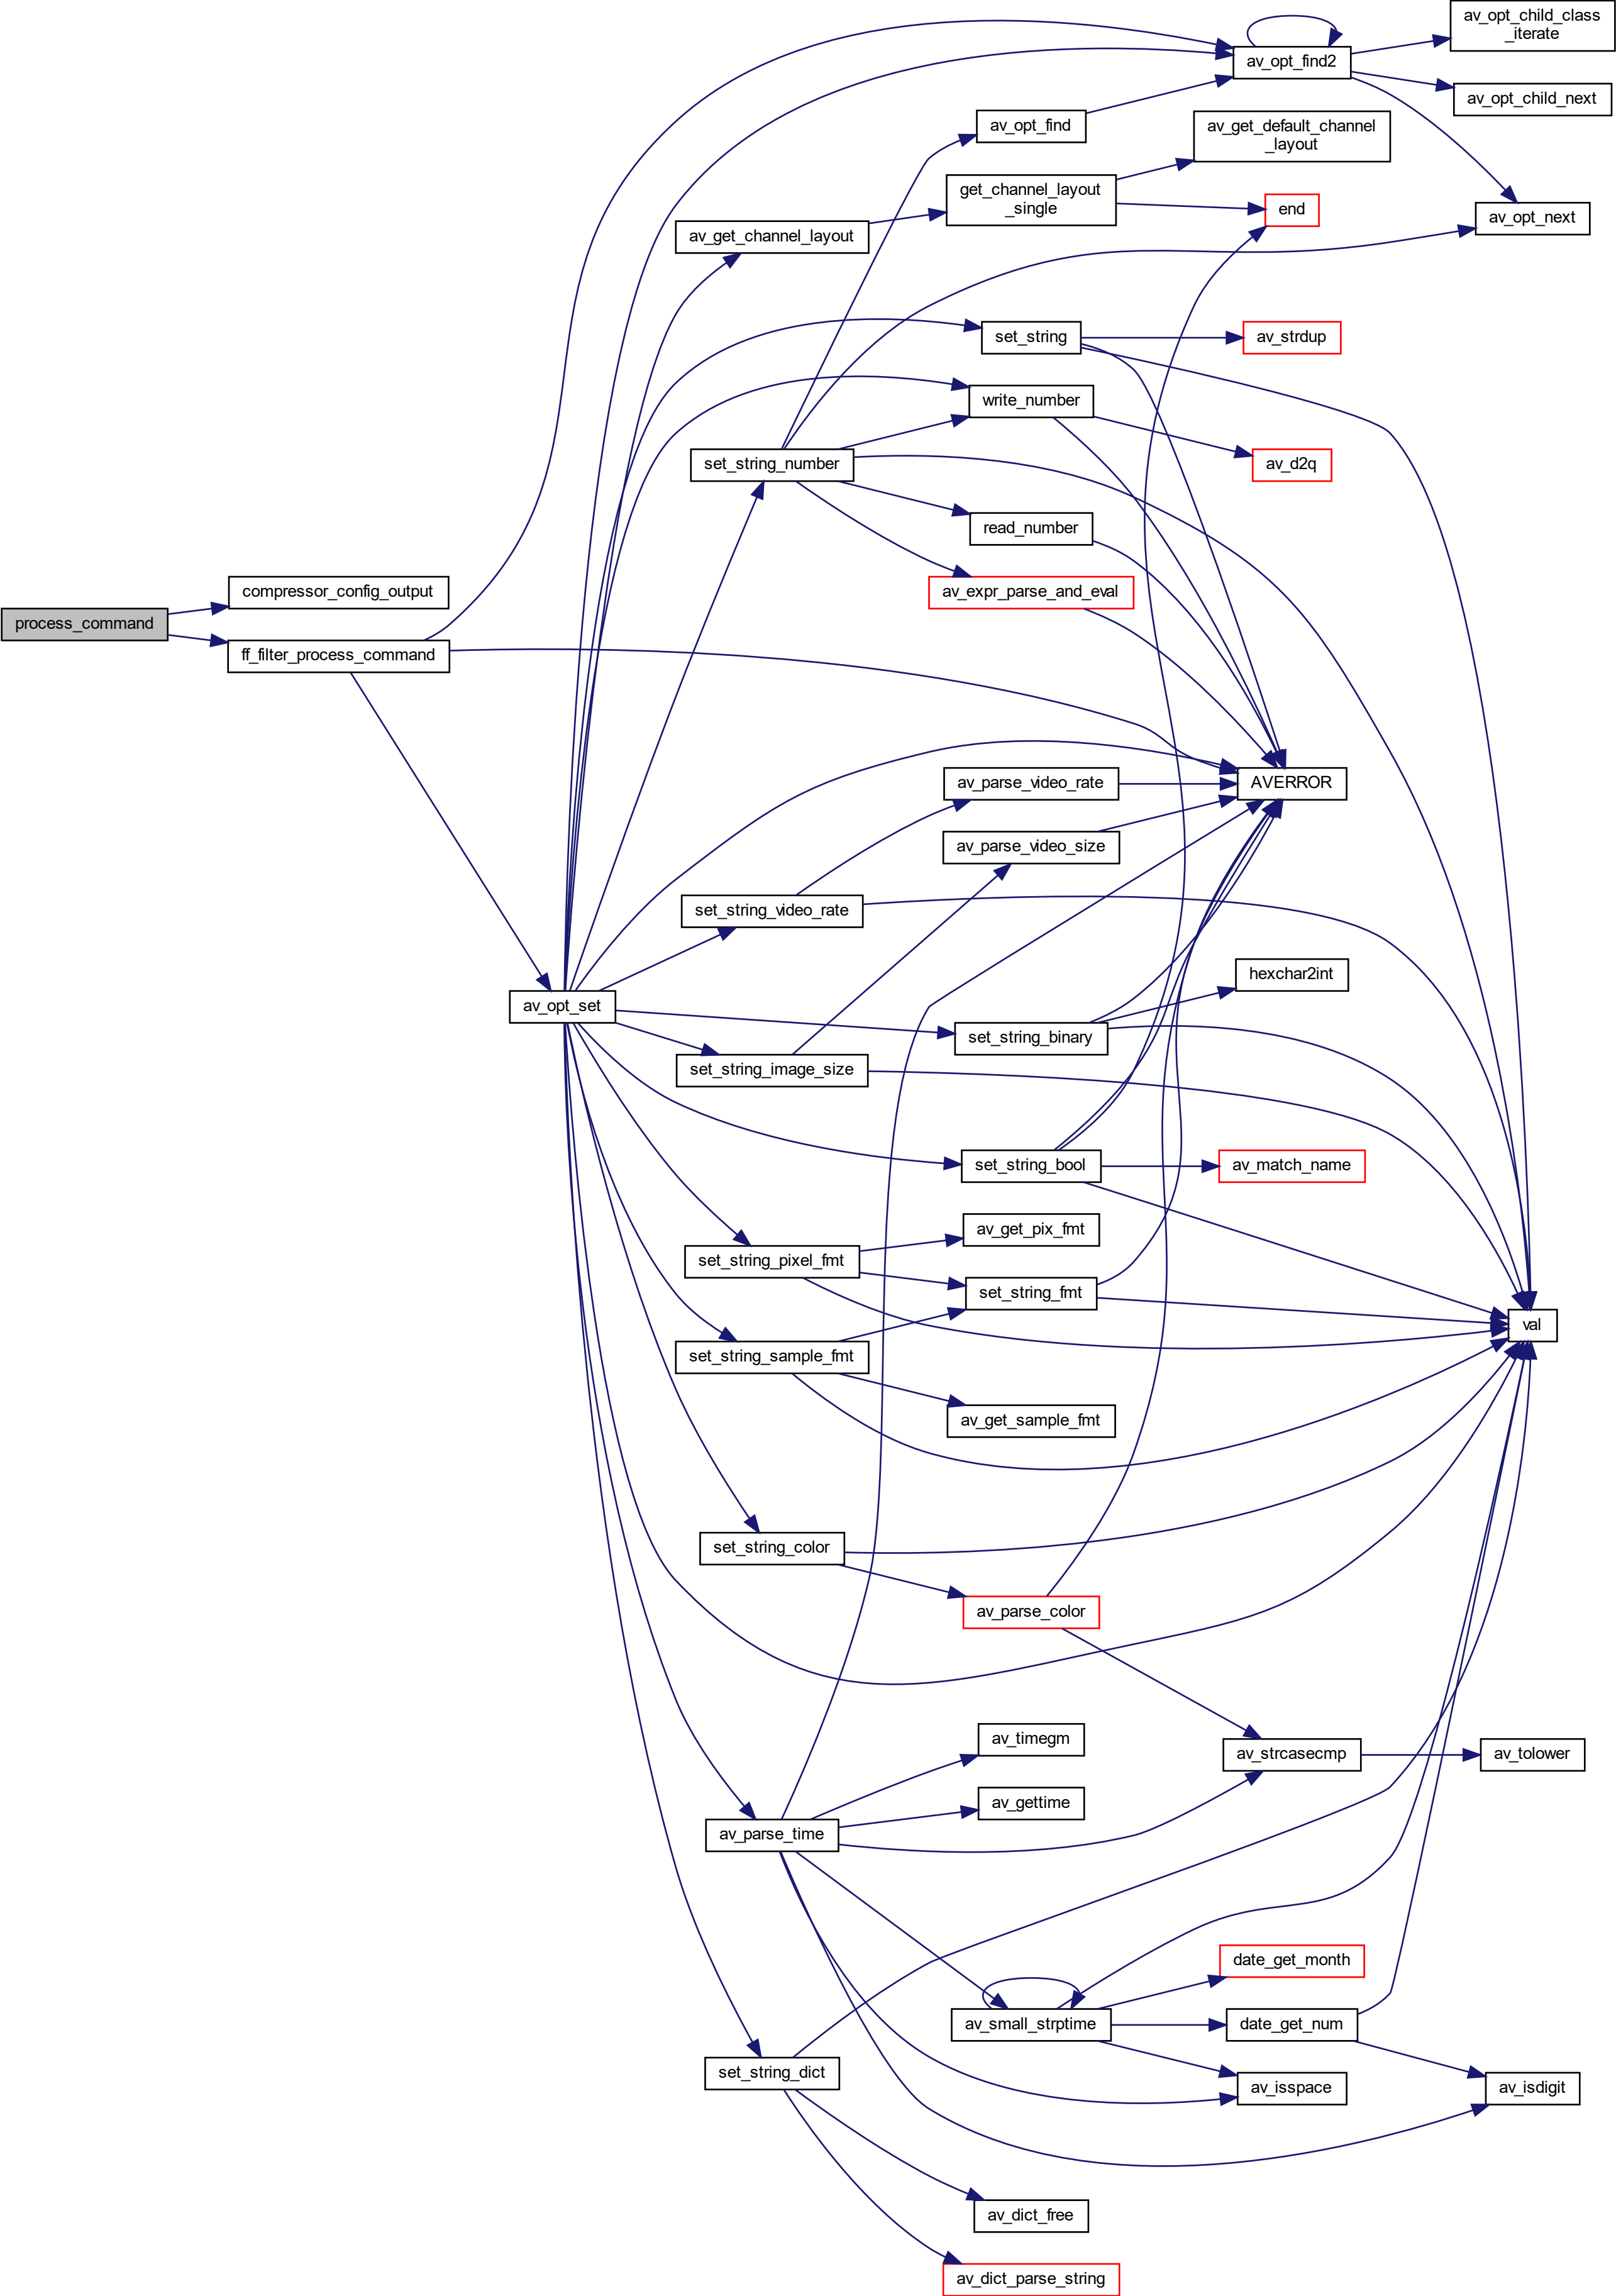 av_opt_child_class
_iterate
av_opt_find2
av_opt_child_next
av_opt_find
av_get_default_channel
_layout
get_channel_layout
_single
end
av_opt_next
av_get_channel_layout
set_string
av_strdup
write_number
set_string_number
av_d2q
read_number
av_expr_parse_and_eval
compressor_config_output
process_command
ff_filter_process_command
av_parse_video_rate
AVERROR
av_parse_video_size
set_string_video_rate
hexchar2int
av_opt_set
set_string_binary
set_string_image_size
set_string_bool
av_match_name
av_get_pix_fmt
set_string_pixel_fmt
set_string_fmt
val
set_string_sample_fmt
av_get_sample_fmt
set_string_color
av_parse_color
av_timegm
av_strcasecmp
av_tolower
av_gettime
av_parse_time
date_get_month
av_small_strptime
date_get_num
set_string_dict
av_isspace
av_isdigit
av_dict_free
av_dict_parse_string